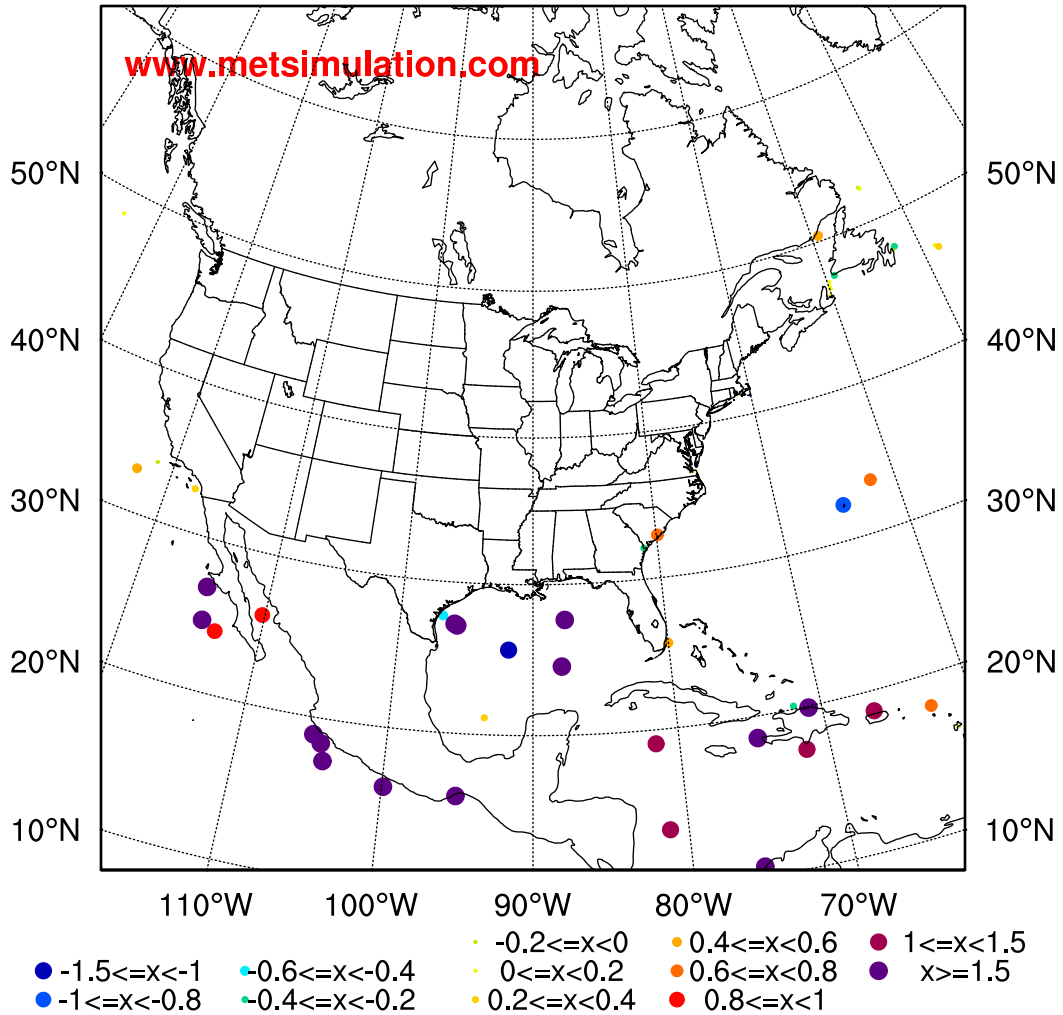 www.metsimulation.com
50°N 50°N
40°N 40°N
30°N 30°N
20°N 20°N
10°N 10°N
110°W 100°W 90°W 80°W 70°W
-0.2<=x<0 0.4<=x<0.6 1<=x<1.5
-1.5<=x<-1 -0.6<=x<-0.4 0<=x<0.2 0.6<=x<0.8 x>=1.5
-1<=x<-0.8 -0.4<=x<-0.2 0.2<=x<0.4 0.8<=x<1